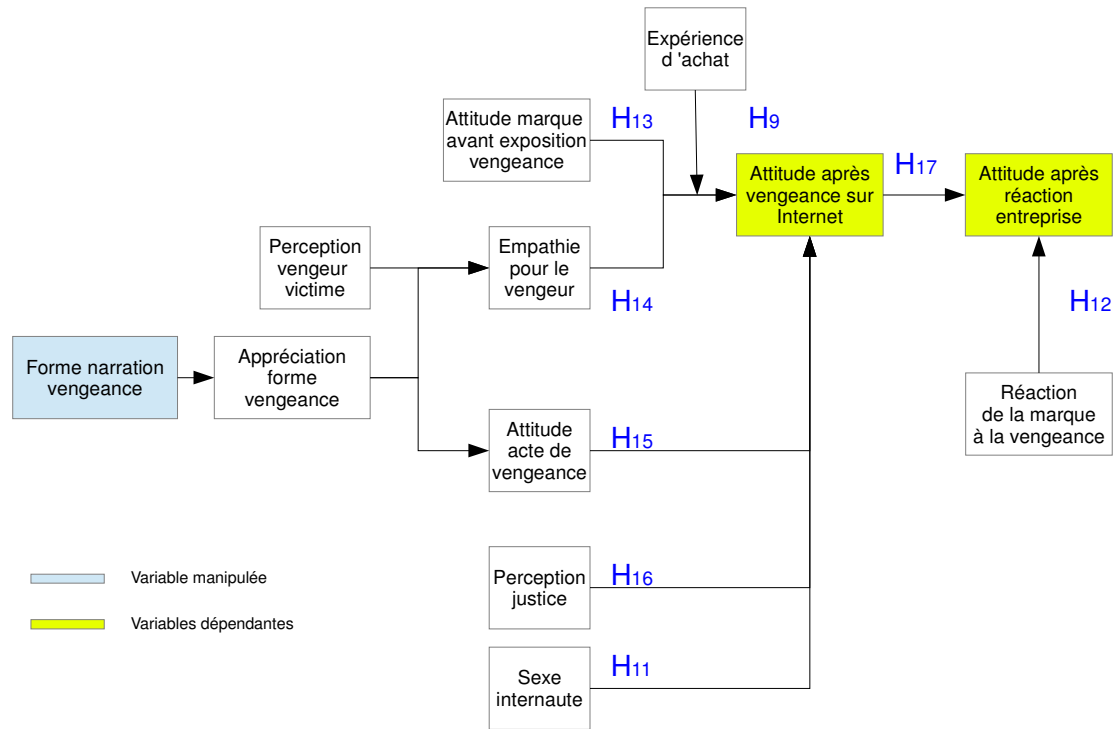 Expérience
d 'achat
Attitude marque
avant exposition
vengeance
H13
H9
Attitude après
vengeance sur
Internet
H17
Attitude après
réaction
entreprise
Perception
vengeur
victime
Empathie
pour le
vengeur
H14
H12
Forme narration
vengeance
Appréciation
forme
vengeance
Réaction
de la marque
à la vengeance
Attitude
acte de
vengeance
H15
Variable manipulée
Perception
justice
H16
Variables dépendantes
Sexe
internaute
H11